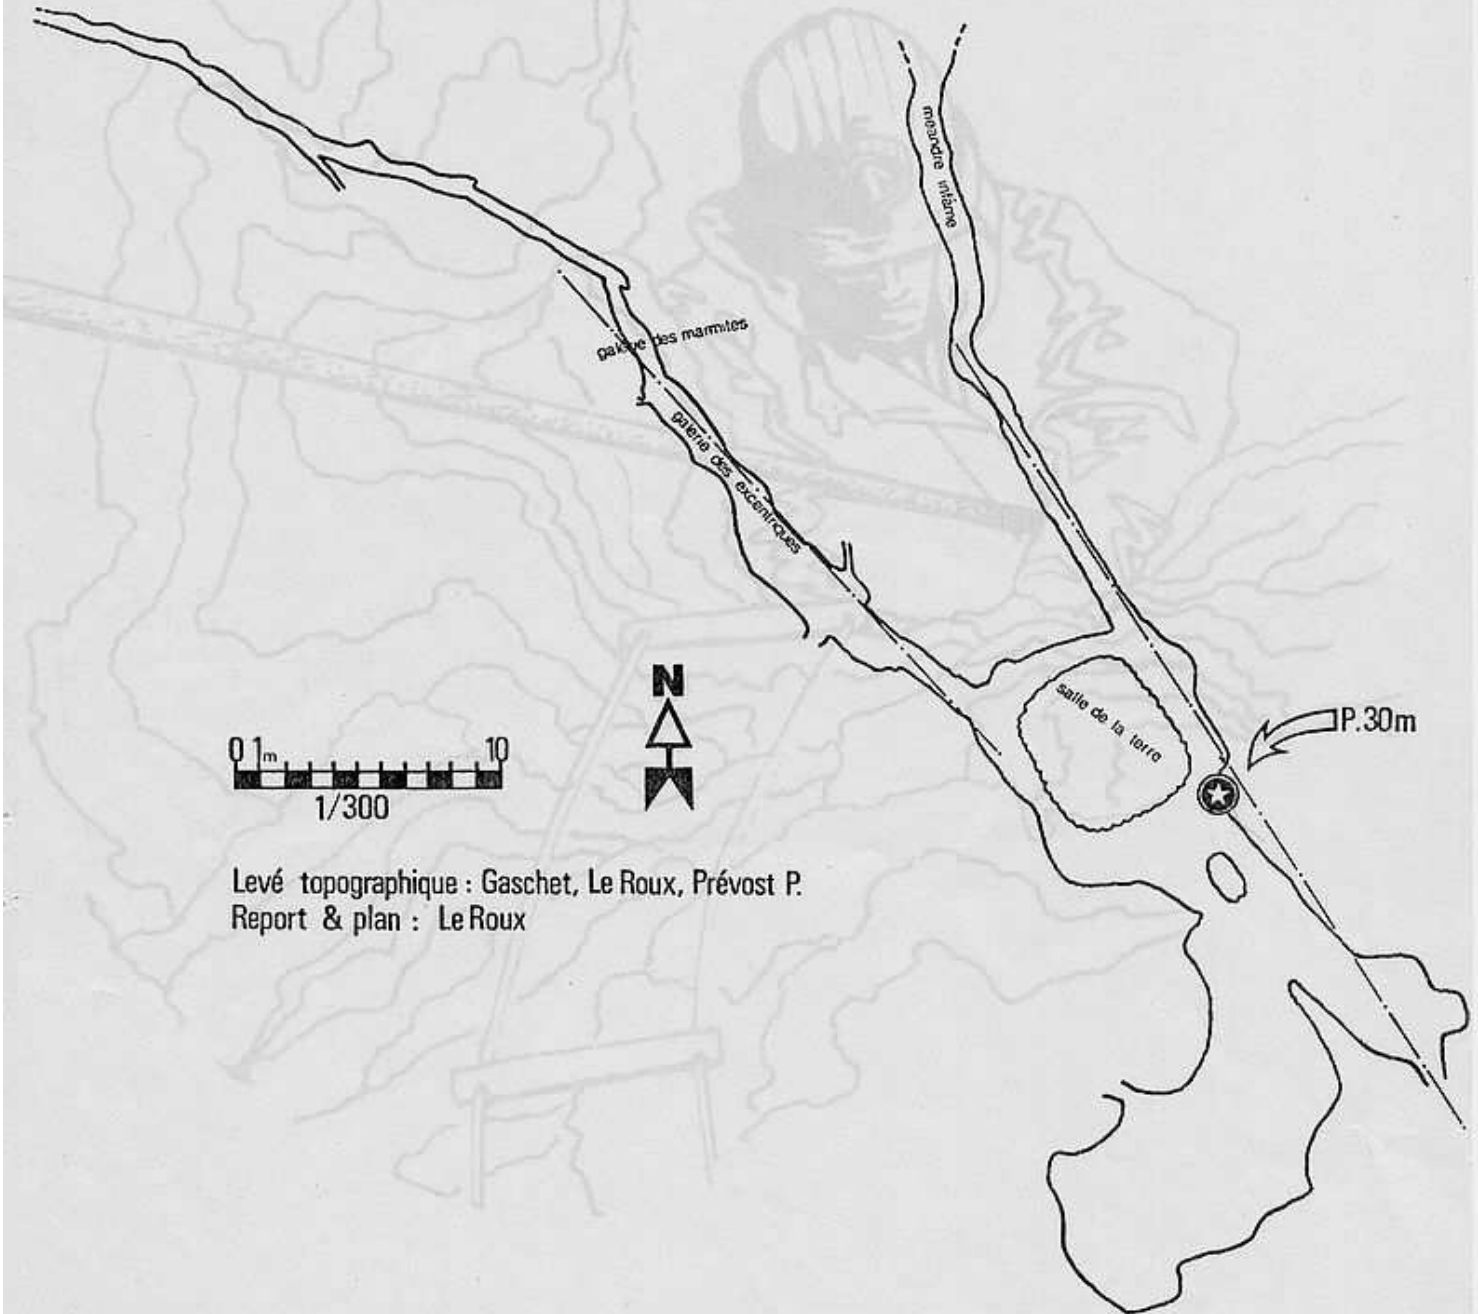 méandre infâme
galerie des marmites
galerie des excentriques
salle de la terre
P.30m
N
0 1m 10
1/300
Levé topographique : Gaschet, Le Roux, Prévost P.
Report & plan : Le Roux